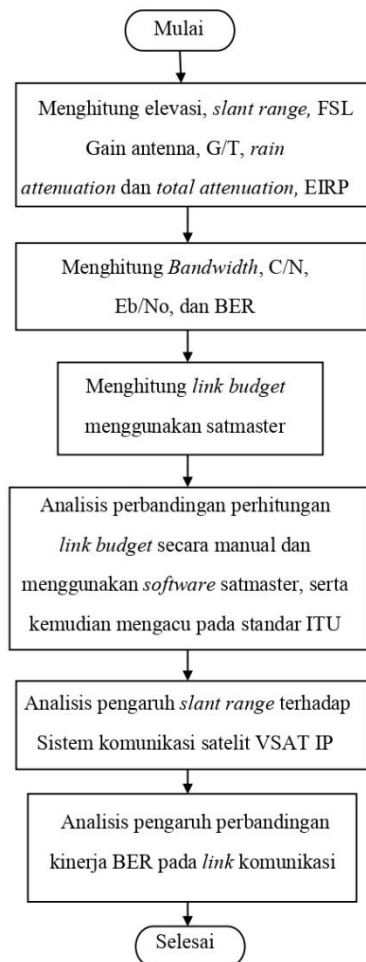 Mulai
Menghitung elevasi, slant range, FSL
Gain antenna, G/T, rain
attenuation dan total attenuation, EIRP
Menghitung Bandwidth, C/N,
Eb/No, dan BER
Menghitung link budget
menggunakan satmaster
Analisis perbandingan perhitungan
link budget secara manual dan
menggunakan software satmaster, serta
kemudian mengacu pada standar ITU
Analisis pengaruh slant range terhadap
Sistem komunikasi satelit VSAT IP
Analisis pengaruh perbandingan
kinerja BER pada link komunikasi
Selesai